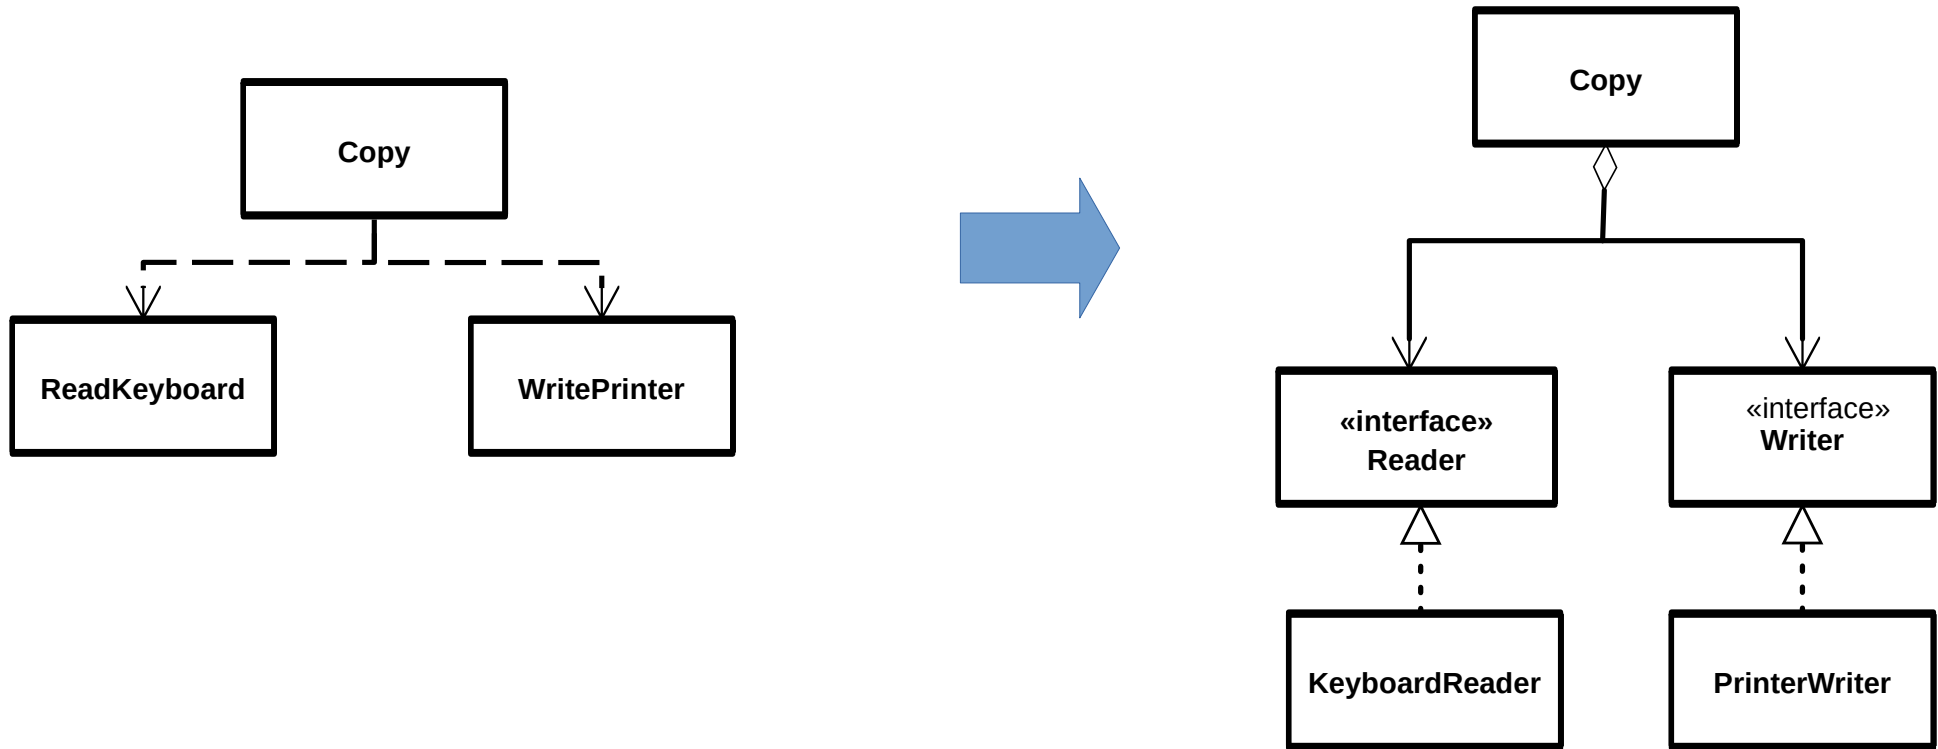 Copy
ReadKeyboard
WritePrinter
Copy
«interface»
Reader
«interface»
Writer
KeyboardReader
PrinterWriter